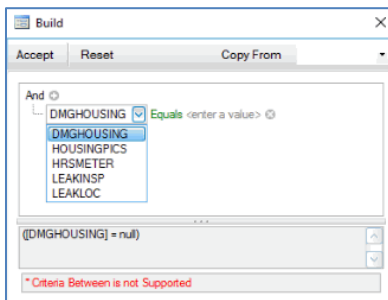 Build
Accept Reset Copy From
And
DMGHOUSING Equals <enter a value>
DMGHOUSING
HOUSINGPICS
HRSMETER
LEAKINSP
LEAKLOC
([DMGHOUSING] = null)
* Criteria Between is not Supported